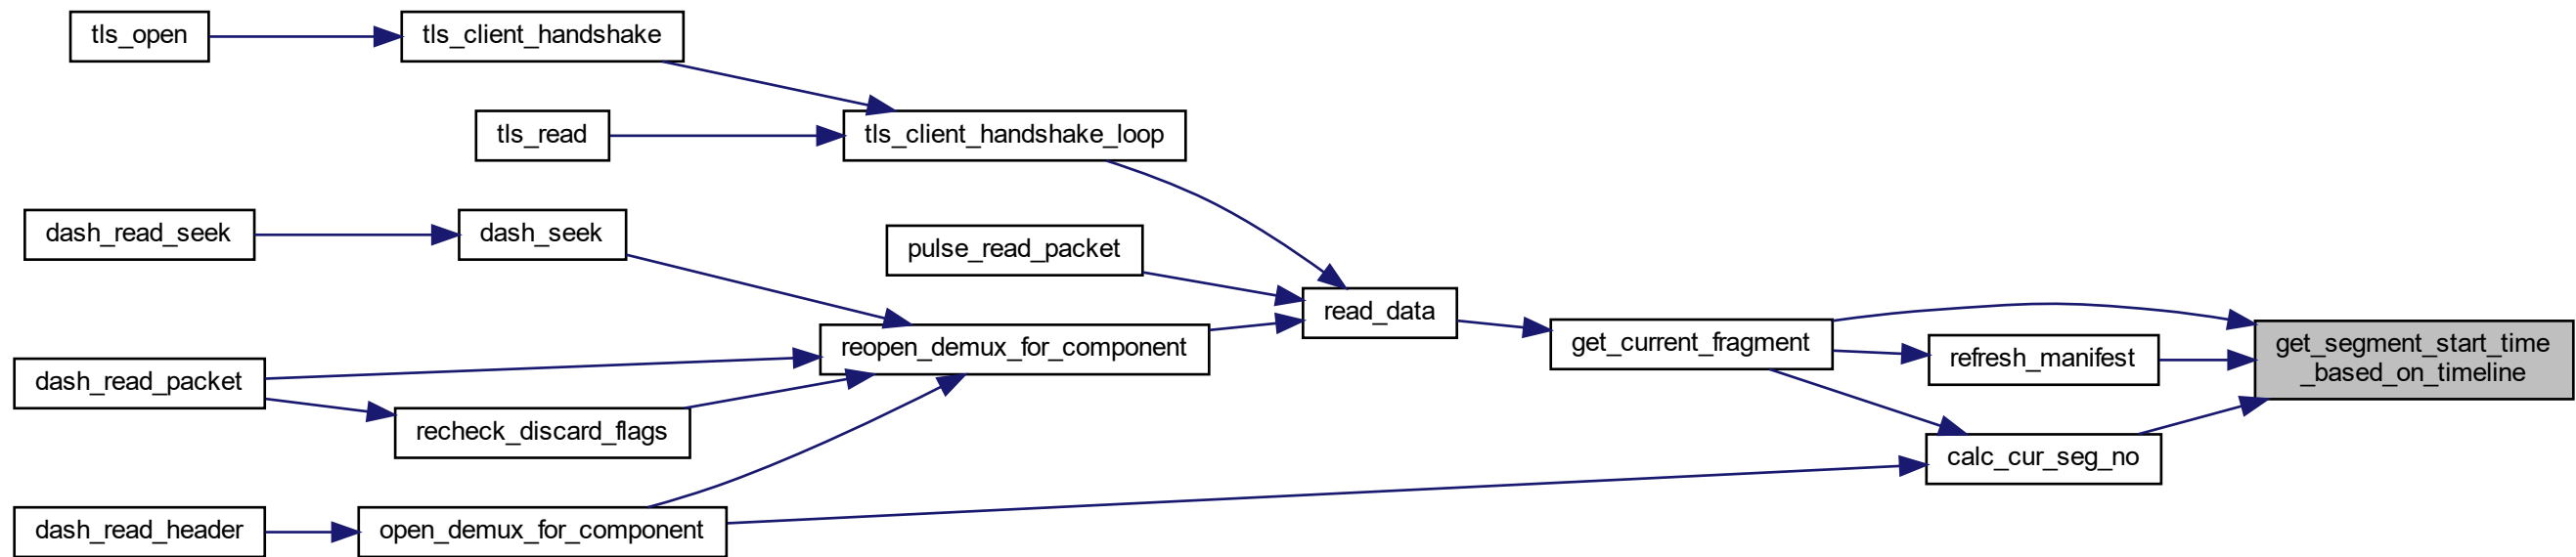 tls_open
tls_client_handshake
tls_read
tls_client_handshake_loop
dash_read_seek
dash_seek
pulse_read_packet
read_data
get_segment_start_time
_based_on_timeline
get_current_fragment
reopen_demux_for_component
refresh_manifest
dash_read_packet
recheck_discard_flags
calc_cur_seg_no
dash_read_header
open_demux_for_component